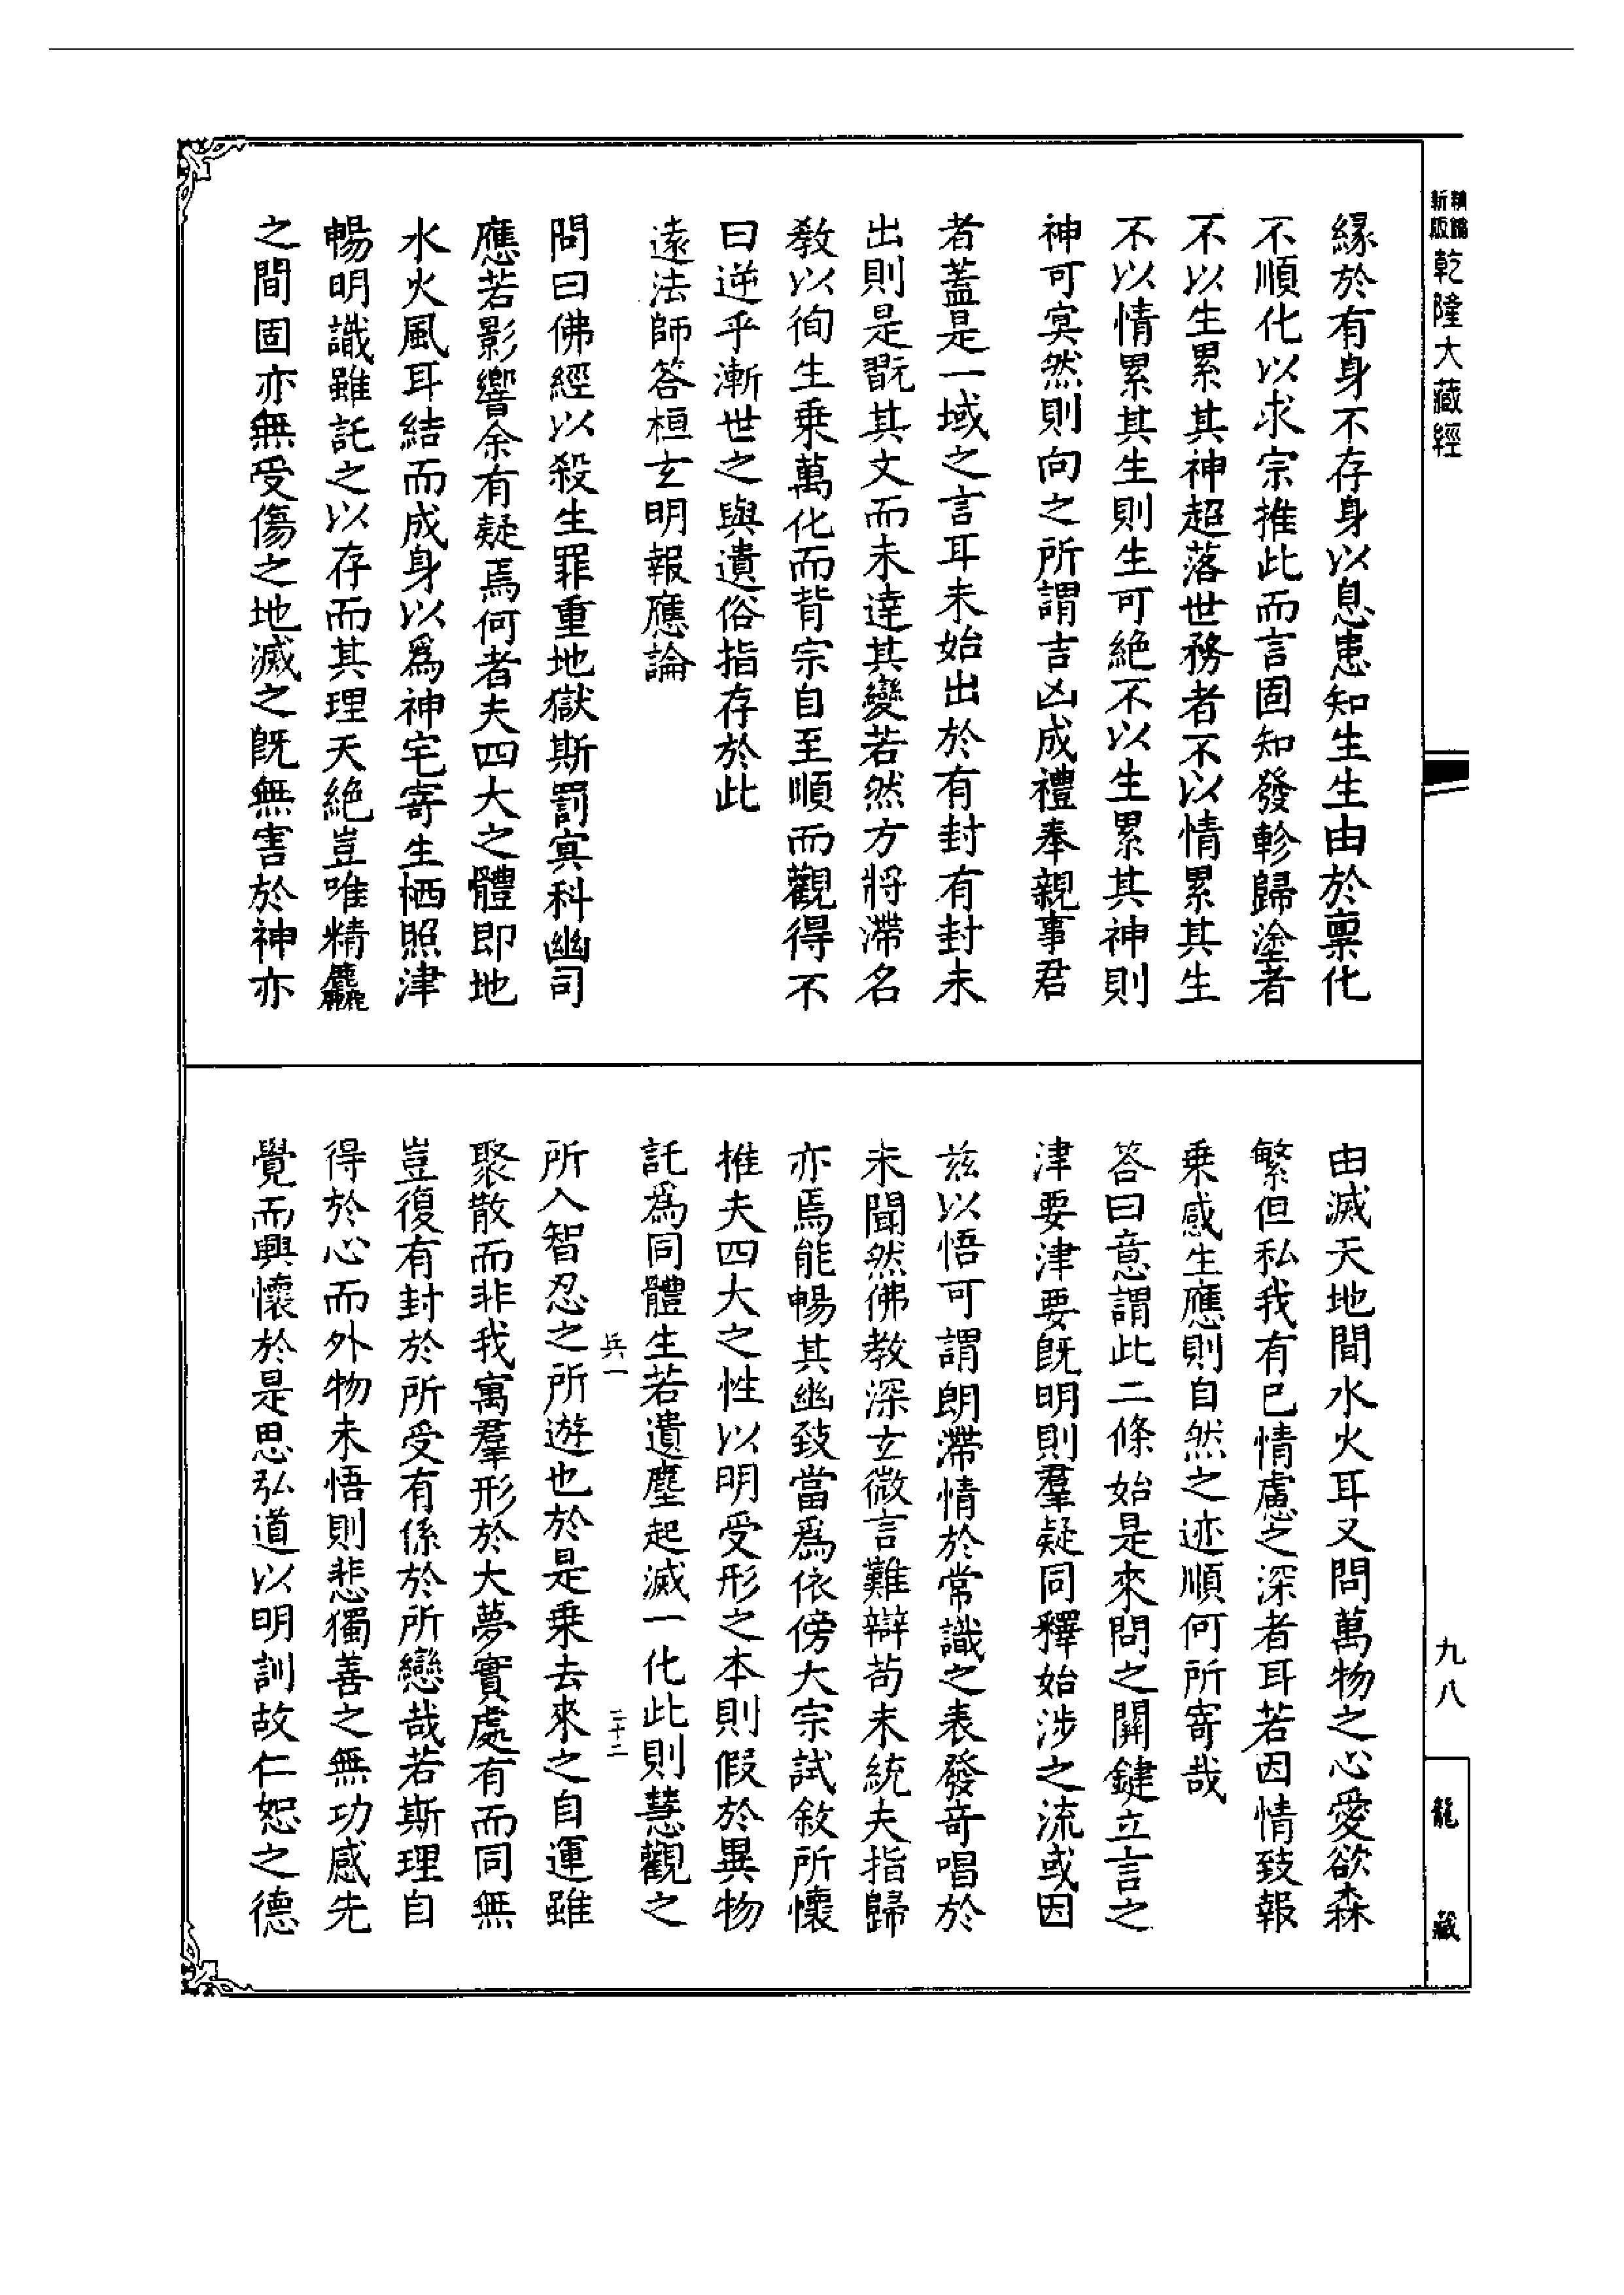 新編
新版
乾隆大藏經
緣於有身不存身以息患知生生由於稟化
不順化以求宗推此而言固知發軫歸塗者
不以生累其神超落世務者不以情累其生
不以情累其生則生可絕不以生累其神則
神可冥然則向之所謂吉凶成禮奉親事君
者蓋是一域之言耳未始出於有封有封未
出則是翫其文而未達其變若然方將滯名
教以徇生乗萬化而背宗自至順而觀得不
曰逆乎漸世之與遺俗指存於此
遠法師答桓玄明報應論
問曰佛經以殺生罪重地獄斯罰冥科幽司
應若影響余有疑焉何者夫四大之體即地
水火風耳結而成身以為神宅寄生栖照津
暢明識雖託之以存而其理天絕豈唯精麤
之間固亦無受傷之地滅之既無害於神亦
由滅天地間水火耳又問萬物之心愛欲森
繁但私我有已情慮之深者耳若因情致報
乗感生應則自然之迹順何所寄哉
答曰意謂此二條始是來問之關鍵立言之
津要津要既明則羣疑同釋始涉之流或因
兹以悟可謂朗滯情於常識之表發奇唱於
未聞然佛教深玄微言難辯苟未統夫指歸
亦焉能暢其幽致當為依傍大宗試敘所懷
推夫四大之性以明受形之本則假於異物
託為同體生若遺塵起滅一化此則慧觀之
兵一
二十二
所入智忍之所遊也於是乗去來之自運雖
聚散而非我寓羣形於大夢實處有而同無
豈復有封於所受有係於所戀哉若斯理自
得於心而外物未悟則悲獨善之無功感先
覺而興懷於是思弘道以明訓故仁恕之德
九八
龍藏